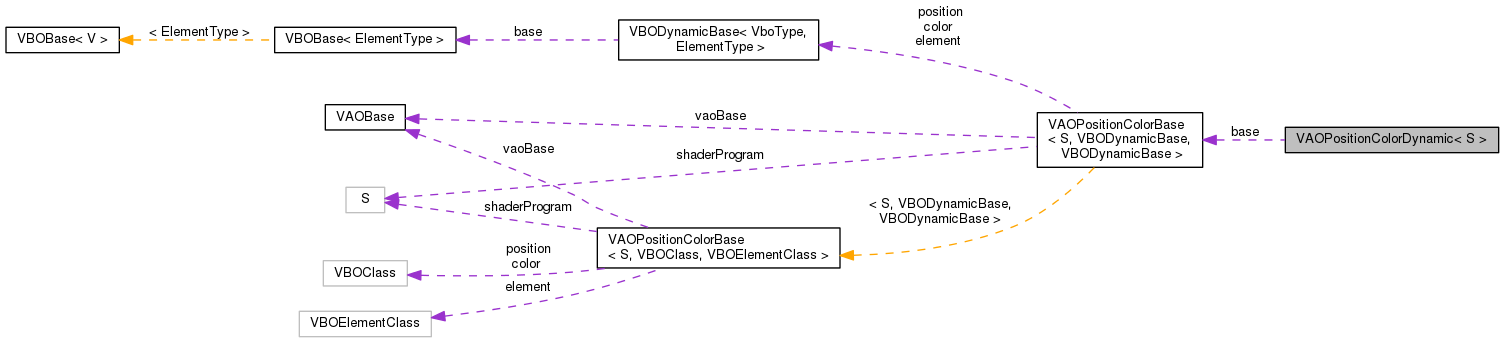 VBOBase< V >
< ElementType >
VBOBase< ElementType >
base
VBODynamicBase< VboType,
ElementType >
position
color
element
VAOBase
vaoBase
vaoBase
shaderProgram
S
shaderProgram
VAOPositionColorBase
< S, VBODynamicBase,
VBODynamicBase >
base
VAOPositionColorDynamic< S >
< S, VBODynamicBase,
VBODynamicBase >
VAOPositionColorBase
< S, VBOClass, VBOElementClass >
position
color
VBOClass
element
VBOElementClass